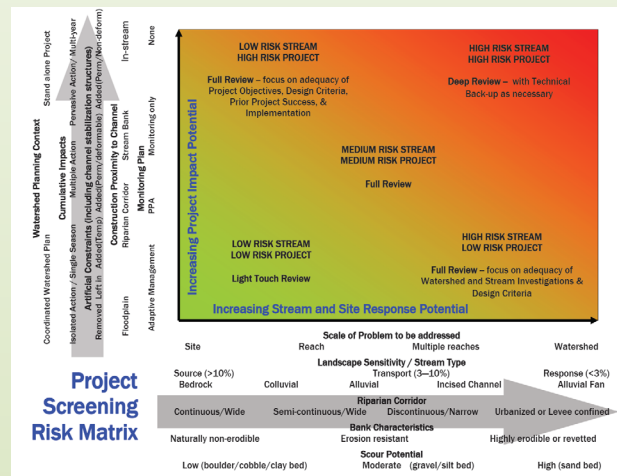 Watershed Planning Context
Coordinated Watershed Plan Stand alone Project
Cumulative Impacts
Isolated Action / Single Season Multiple Action Pervasive Action/ Multi-year
Artificial Constraints (including channel stabilization structures)
Removed Left in Added(Temp) Added(Perm/deformable) Added(Perm/Non-deform)
Construction Proximity to Channel
Floodplain Riparian Corridor Stream Bank In-stream
Monitoring Plan
Adaptive Management PPA Monitoring only None
Increasing Project Impact Potential
LOW RISK STREAM
HIGH RISK PROJECT
Full Review – focus on adequacy of
Project Objectives, Design Criteria,
Prior Project Success, &
Implementation
HIGH RISK STREAM
HIGH RISK PROJECT
Deep Review – with Technical
Back-up as necessary
MEDIUM RISK STREAM
MEDIUM RISK PROJECT
Full Review
LOW RISK STREAM
LOW RISK PROJECT
Light Touch Review
HIGH RISK STREAM
LOW RISK PROJECT
Full Review – focus on adequacy of
Watershed and Stream Investigations &
Design Criteria
Increasing Stream and Site Response Potential
Project
Screening
Risk Matrix
Scale of Problem to be addressed
Site Reach Multiple reaches Watershed
Landscape Sensitivity / Stream Type
Source (>10%) Transport (3—10%) Response (<3%)
Bedrock Colluvial Alluvial Incised Channel Alluvial Fan
Riparian Corridor
Continuous/Wide Semi-continuous/Wide Discontinuous/Narrow Urbanized or Levee confined
Bank Characteristics
Naturally non-erodible Erosion resistant Highly erodible or revetted
Scour Potential
Low (boulder/cobble/clay bed) Moderate (gravel/silt bed) High (sand bed)